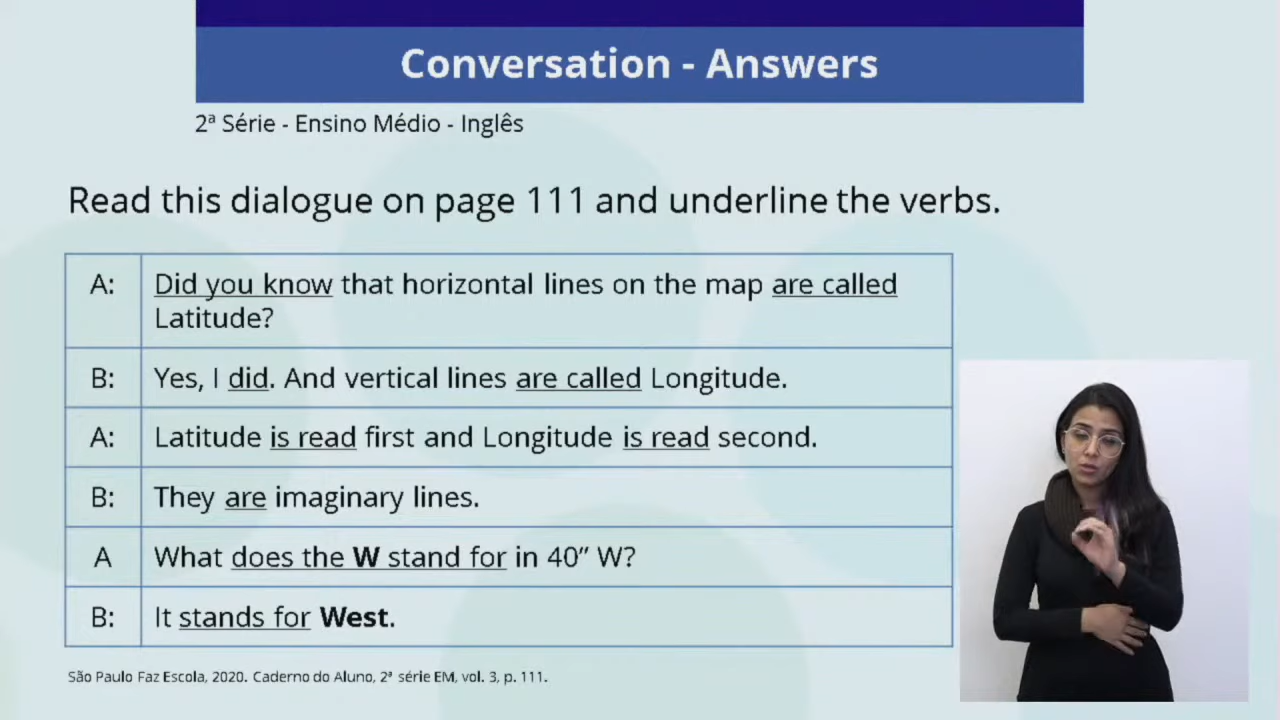 Conversation - Answers
2ª Série - Ensino Médio - Inglês
Read this dialogue on page 111 and underline the verbs.
A: Did you know that horizontal lines on the map are called
Latitude?
B: Yes, I did. And vertical lines are called Longitude.
A: Latitude is read first and Longitude is read second.
B: They are imaginary lines.
A What does the W stand for in 40” W?
B: It stands for West.
São Paulo Faz Escola, 2020. Caderno do Aluno, 2ª série EM, vol. 3, p. 111.